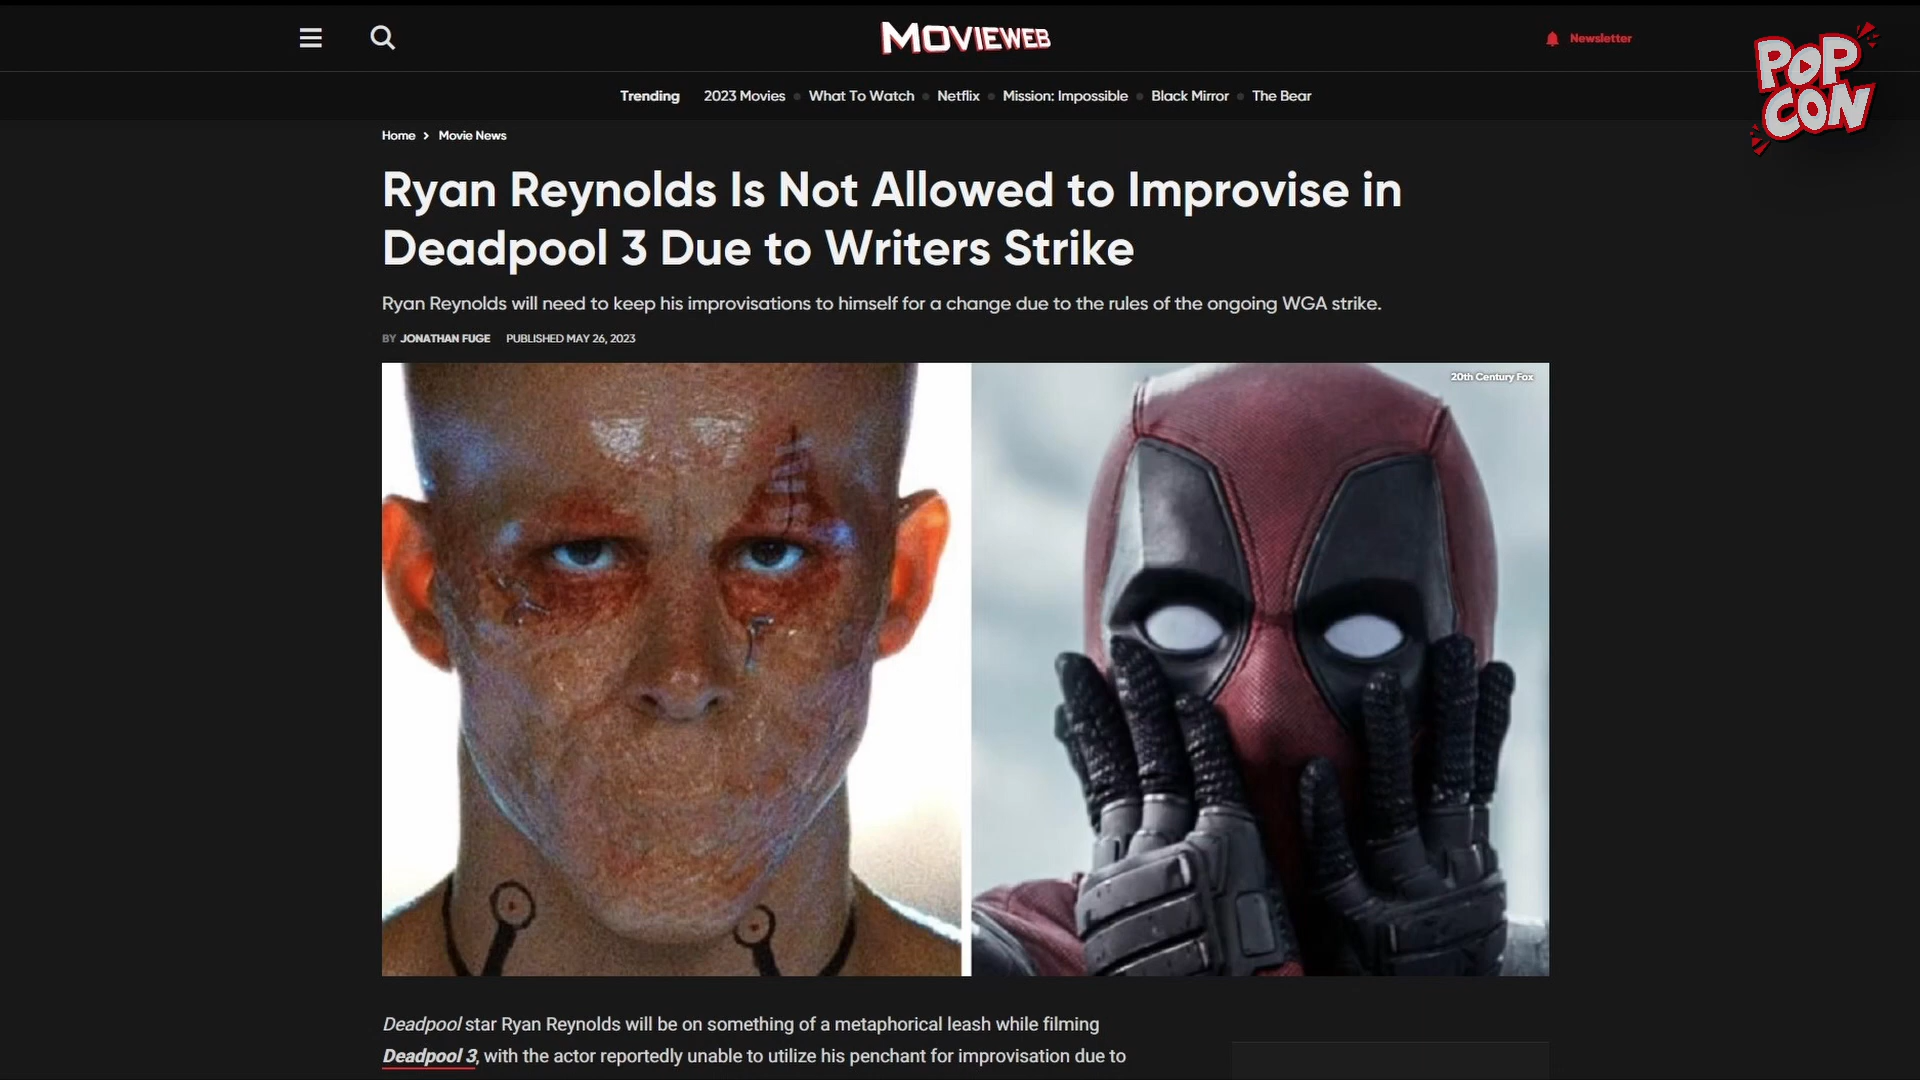 MOVIEWEB
Newsletter
POP
CON
Trending 2023 Movies What To Watch Netflix Mission: Impossible Black Mirror The Bear
Home > Movie News
Ryan Reynolds Is Not Allowed to Improvise in
Deadpool 3 Due to Writers Strike
Ryan Reynolds will need to keep his improvisations to himself for a change due to the rules of the ongoing WGA strike.
BY JONATHAN FUGE PUBLISHED MAY 26, 2023
20th Century Fox
Deadpool star Ryan Reynolds will be on something of a metaphorical leash while filming
Deadpool 3, with the actor reportedly unable to utilize his penchant for improvisation due to